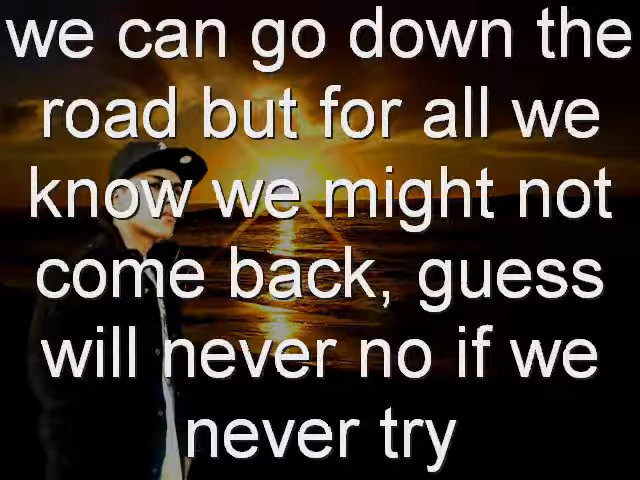 we can go down the
road but for all we
know we might not
come back, guess
will never no if we
never try